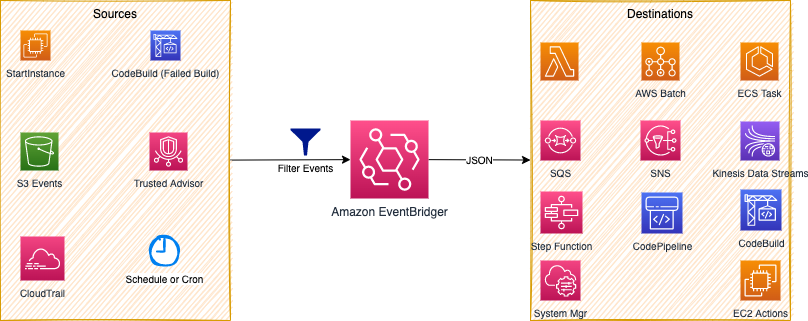 Sources
StartInstance
CodeBuild (Failed Build)
S3 Events
Trusted Advisor
CloudTrail
Schedule or Cron
Filter Events
Amazon EventBridger
JSON
Destinations
AWS Batch
ECS Task
SQS
SNS
Kinesis Data Streams
Step Function
CodePipeline
CodeBuild
System Mgr
EC2 Actions